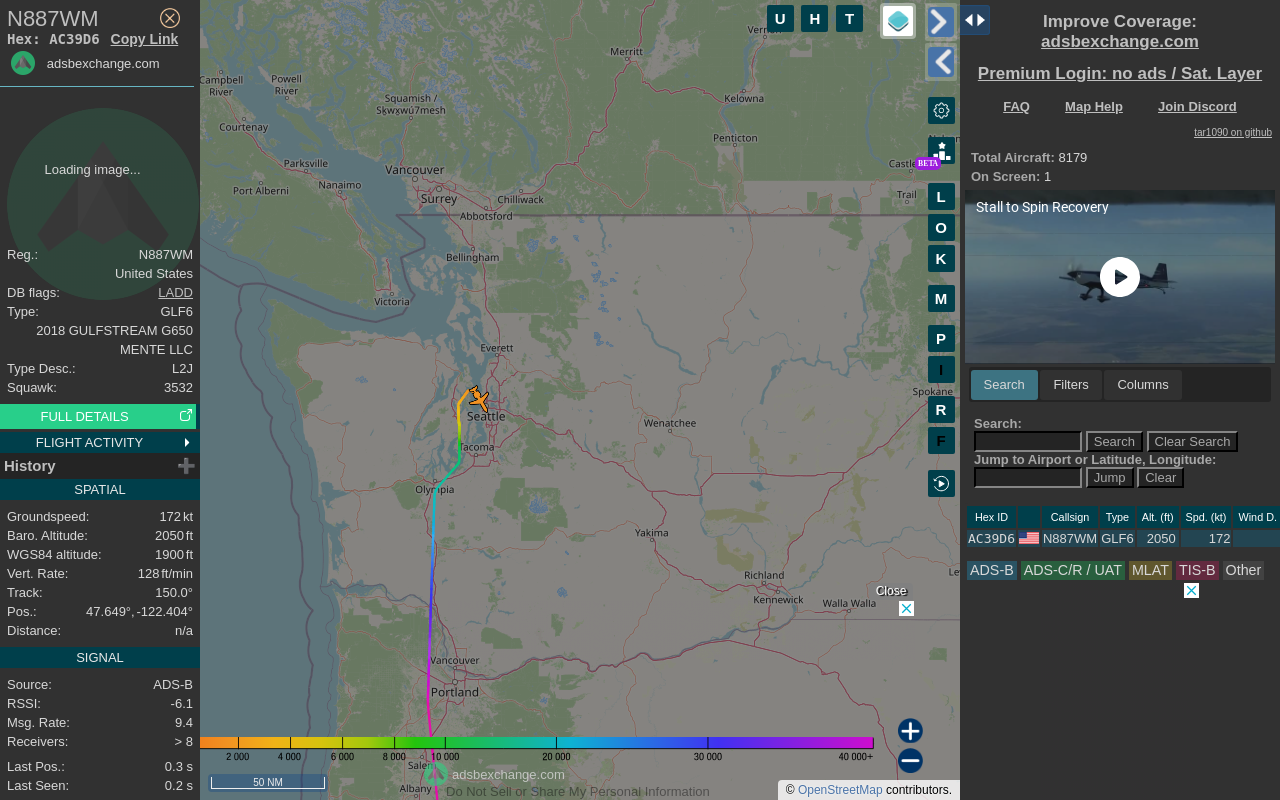 N887WM
Hex: AC39D6 Copy Link
adsbexchange.com
Loading image...
Reg.: N887WM
United States
DB flags: LADD
Type: GLF6
2018 GULFSTREAM G650
MENTE LLC
Type Desc.: L2J
Squawk: 3532
FULL DETAILS
FLIGHT ACTIVITY
History
SPATIAL
Groundspeed: 172 kt
Baro. Altitude: 2050 ft
WGS84 altitude: 1900 ft
Vert. Rate: 128 ft/min
Track: 150.0°
Pos.: 47.649°, -122.404°
Distance: n/a
SIGNAL
Source: ADS-B
RSSI: -6.1
Msg. Rate: 9.4
Receivers: > 8
Last Pos.: 0.3 s
Last Seen: 0.2 s
U H T
Merritt
Campbell
River
Powell
River
Squamish /
Sḵwx̱wú7mesh
Kelowna
Courtenay
Penticton
Parksville
Vancouver
Port Alberni
Nanaimo
Surrey
Chilliwack
Trail
Abbotsford
Bellingham
Victoria
Everett
Seattle
Spokane
Wenatchee
Tacoma
Olympia
Yakima
Richland
Kennewick
Walla Walla
Vancouver
Portland
Salem
Albany
BETA
L
O
K
M
P
I
R
F
Close
2 000 4 000 6 000 8 000 10 000 20 000 30 000 40 000+
50 NM
adsbexchange.com
Do Not Sell or Share My Personal Information
© OpenStreetMap contributors.
Improve Coverage:
adsbexchange.com
Premium Login: no ads / Sat. Layer
FAQ Map Help Join Discord
tar1090 on github
Total Aircraft: 8179
On Screen: 1
Stall to Spin Recovery
Search Filters Columns
Search:
Search Clear Search
Jump to Airport or Latitude, Longitude:
Jump Clear
Hex ID Callsign Type Alt. (ft) Spd. (kt) Wind D.
AC39D6 N887WM GLF6 2050 172
ADS-B ADS-C/R / UAT MLAT TIS-B Other